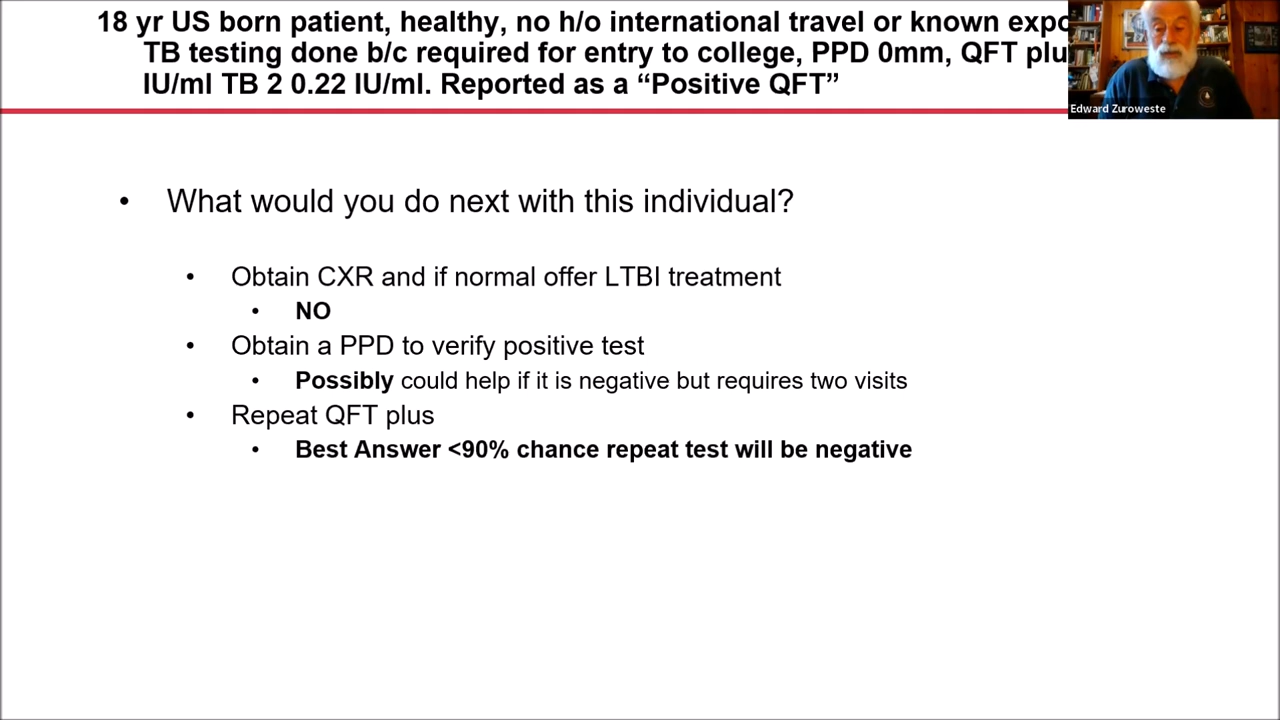 18 yr US born patient, healthy, no h/o international travel or known
TB testing done b/c required for entry to college, PPD 0mm, QFT
IU/ml TB 2 0.22 IU/ml. Reported as a “Positive QFT”
Edward Zuroweste
• What would you do next with this individual?
• Obtain CXR and if normal offer LTBI treatment
• NO
• Obtain a PPD to verify positive test
• Possibly could help if it is negative but requires two visits
• Repeat QFT plus
• Best Answer <90% chance repeat test will be negative